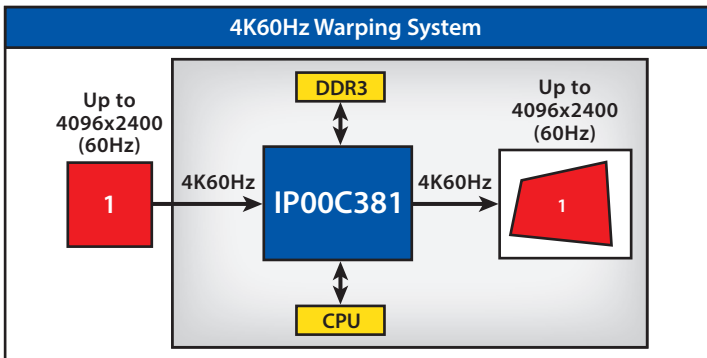 4K60Hz Warping System
Up to
4096x2400
(60Hz)
1
4K60Hz
DDR3
IP00C381
CPU
4K60Hz
Up to
4096x2400
(60Hz)
1